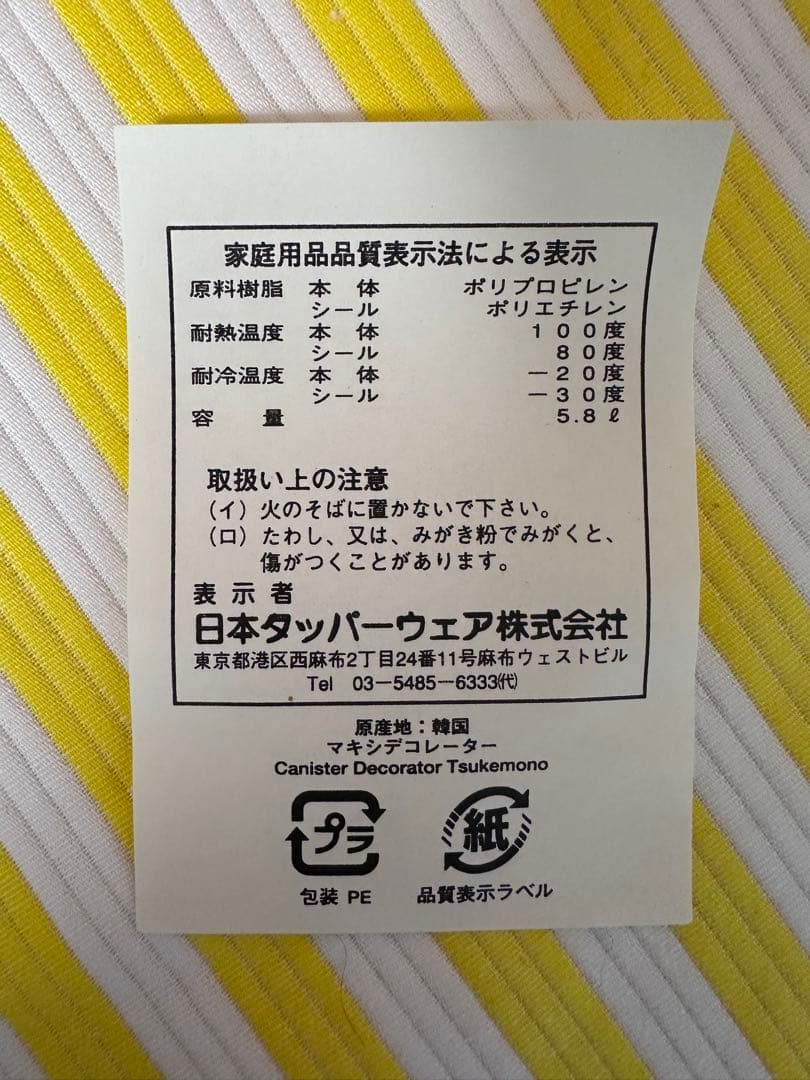 家庭用品品質表示法による表示
原料樹脂 本 体 ポリプロピレン
シール ポリエチレン
耐熱温度 本 体 100度
シール 80度
耐冷温度 本 体 −20度
シール −30度
容 量 5.8ℓ
取扱い上の注意
(イ) 火のそばに置かないで下さい。
(ロ) たわし、又は、みがき粉でみがくと、
傷がつくことがあります。
表 示 者
日本タッパーウェア株式会社
東京都港区西麻布2丁目24番11号麻布ウェストビル
Tel 03−5485−6333㈹
原産地：韓国
マキシデコレーター
Canister Decorator Tsukemono
プラ 紙
包装 PE 品質表示ラベル